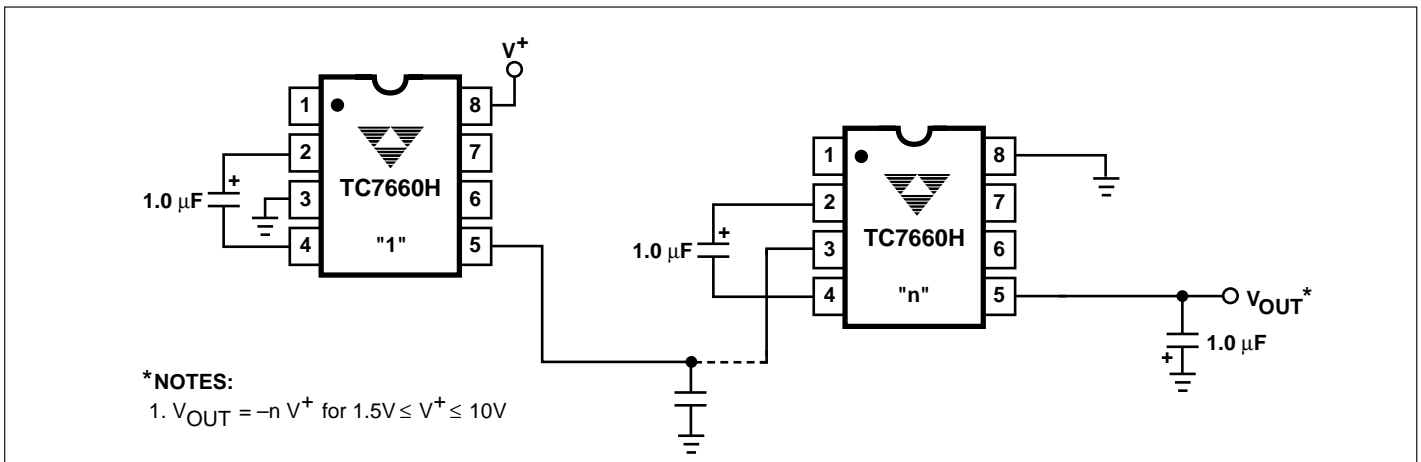 V+
1
8
2
7
TC7660H
3
6
4
"1"
5
+
1.0 µF
1
8
2
7
TC7660H
3
6
4
"n"
5
+
1.0 µF
VOUT*
1.0 µF
+
*NOTES:
1. VOUT = –n V+ for 1.5V ≤ V+ ≤ 10V